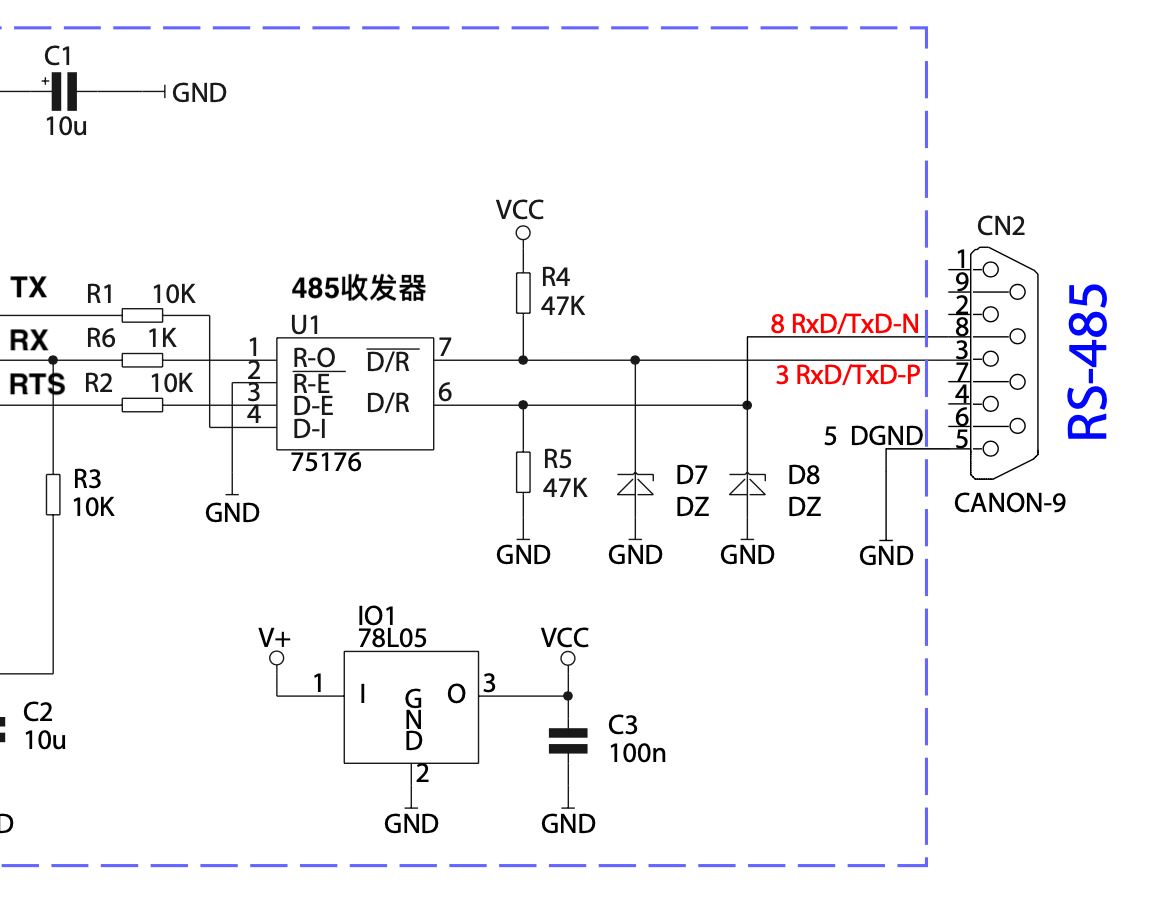 C1
+
10u
GND
VCC
R4
47K
TX
R1 10K
RX
R6 1K
RTS
R2 10K
485收发器
U1
1
2
3
4
R-O
R-E
D-E
D-I
D/R
D/R
7
6
75176
GND
R3
10K
R5
47K
GND
D7
DZ
GND
D8
DZ
GND
8 RxD/TxD-N
3 RxD/TxD-P
5 DGND
GND
CN2
1
9
2
8
3
7
4
6
5
CANON-9
RS-485
IO1
78L05
V+
1
I
G
N
D
O
3
2
GND
VCC
C3
100n
GND
C2
10u
D